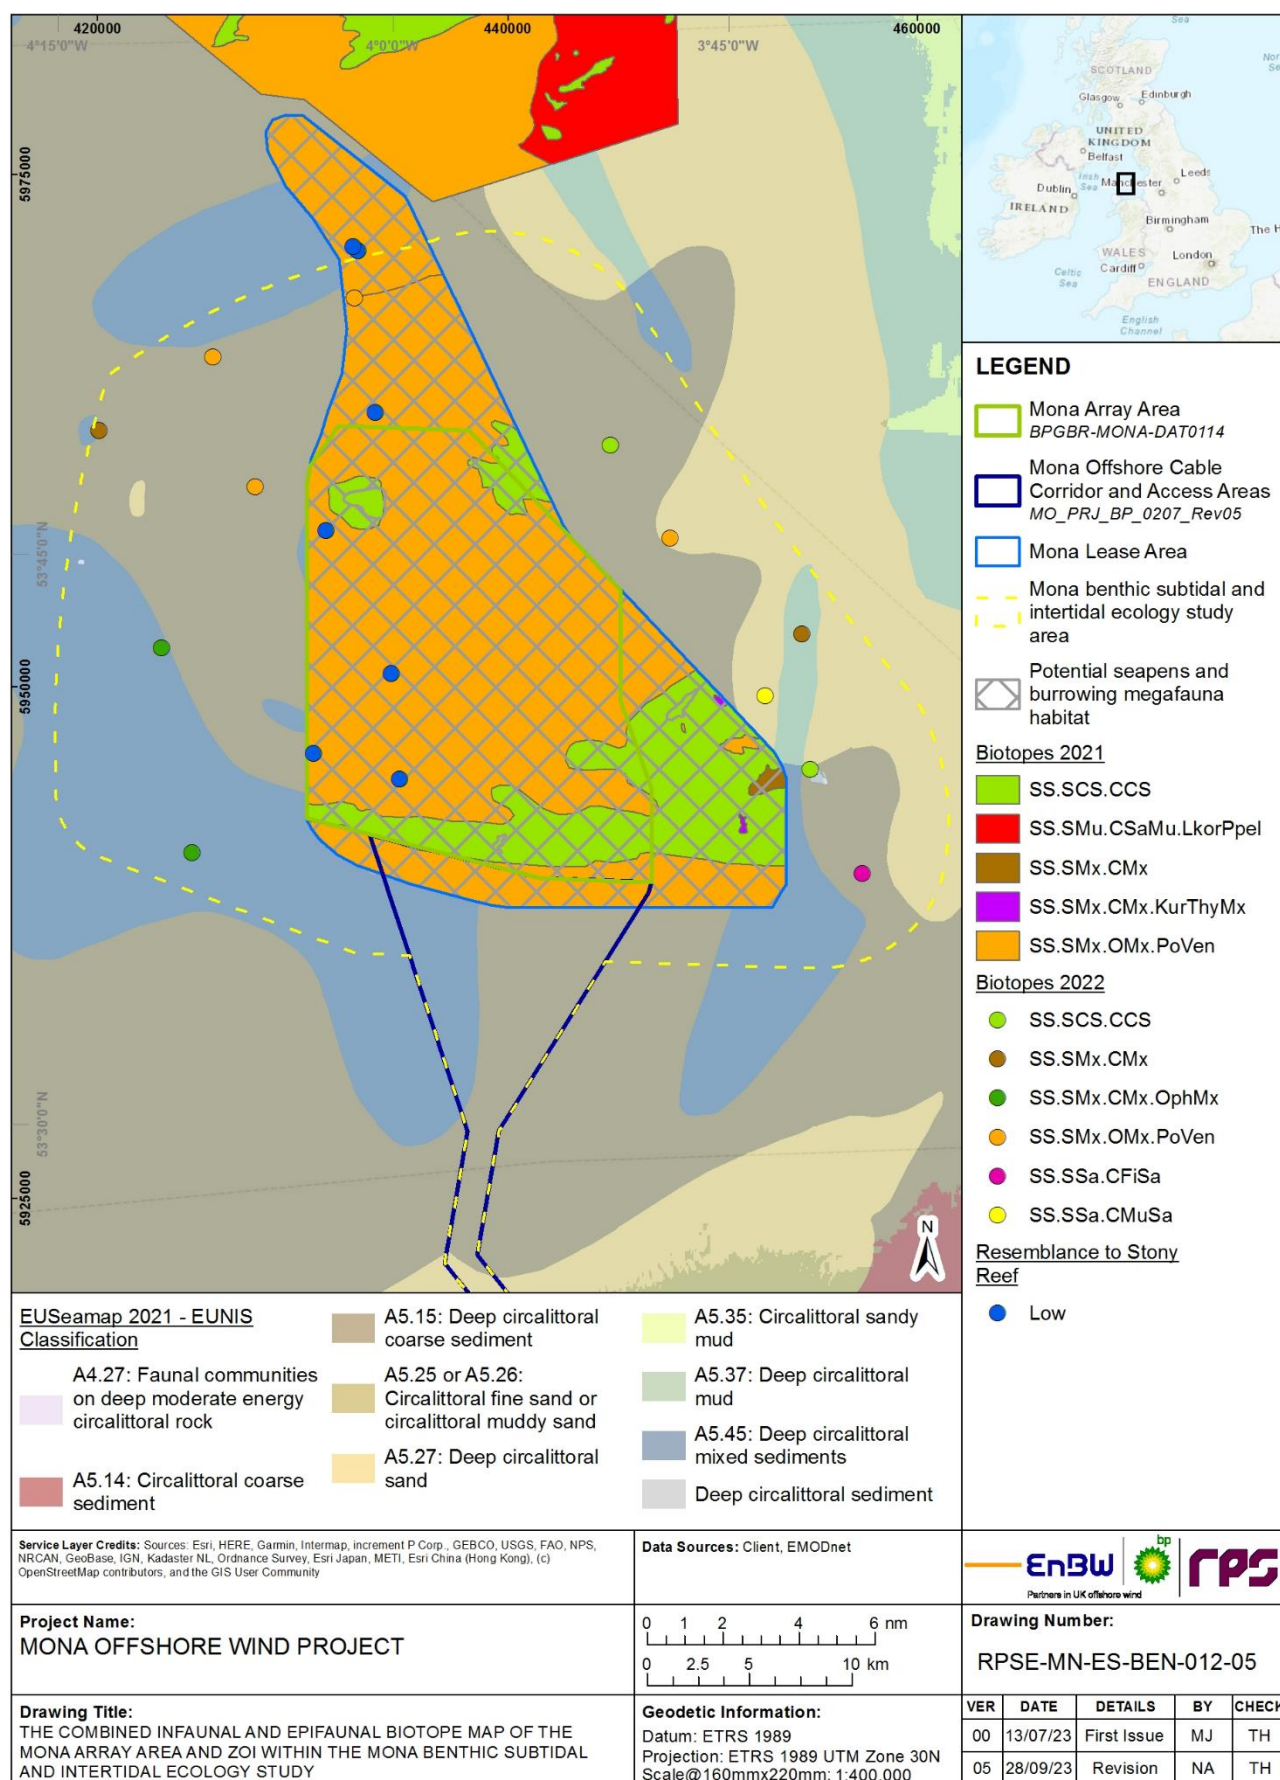 420000
440000
460000
4°15'0"W
4°0'0"W
3°45'0"W
5975000
5950000
5925000
53°45'0"N
53°30'0"N
N
Sea
SCOTLAND
Glasgow
Edinburgh
UNITED
KINGDOM
Belfast
Irish
Sea
Manchester
Leeds
Dublin
IRELAND
Birmingham
The H
WALES
London
Cardiff
Celtic
Sea
ENGLAND
English
Channel
LEGEND
Mona Array Area
BPGBR-MONA-DAT0114
Mona Offshore Cable
Corridor and Access Areas
MO_PRJ_BP_0207_Rev05
Mona Lease Area
Mona benthic subtidal and
intertidal ecology study
area
Potential seapens and
burrowing megafauna
habitat
Biotopes 2021
SS.SCS.CCS
SS.SMu.CSaMu.LkorPpel
SS.SMx.CMx
SS.SMx.CMx.KurThyMx
SS.SMx.OMx.PoVen
Biotopes 2022
SS.SCS.CCS
SS.SMx.CMx
SS.SMx.CMx.OphMx
SS.SMx.OMx.PoVen
SS.SSa.CFiSa
SS.SSa.CMuSa
Resemblance to Stony
Reef
Low
EUSeamap 2021 - EUNIS
Classification
A4.27: Faunal communities
on deep moderate energy
circalittoral rock
A5.14: Circalittoral coarse
sediment
A5.15: Deep circalittoral
coarse sediment
A5.25 or A5.26:
Circalittoral fine sand or
circalittoral muddy sand
A5.27: Deep circalittoral
sand
A5.35: Circalittoral sandy
mud
A5.37: Deep circalittoral
mud
A5.45: Deep circalittoral
mixed sediments
Deep circalittoral sediment
Service Layer Credits: Sources: Esri, HERE, Garmin, Intermap, increment P Corp., GEBCO, USGS, FAO, NPS,
NRCAN, GeoBase, IGN, Kadaster NL, Ordnance Survey, Esri Japan, METI, Esri China (Hong Kong), (c)
OpenStreetMap contributors, and the GIS User Community
Data Sources: Client, EMODnet
EnBW
bp
rps
Partners in UK offshore wind
Project Name:
MONA OFFSHORE WIND PROJECT
0 1 2 4 6 nm
0 2.5 5 10 km
Drawing Number:
RPSE-MN-ES-BEN-012-05
Drawing Title:
THE COMBINED INFAUNAL AND EPIFAUNAL BIOTOPE MAP OF THE
MONA ARRAY AREA AND ZOI WITHIN THE MONA BENTHIC SUBTIDAL
AND INTERTIDAL ECOLOGY STUDY
Geodetic Information:
Datum: ETRS 1989
Projection: ETRS 1989 UTM Zone 30N
Scale@160mmx220mm: 1:400,000
VER DATE DETAILS BY CHECK
00 13/07/23 First Issue MJ TH
05 28/09/23 Revision NA TH